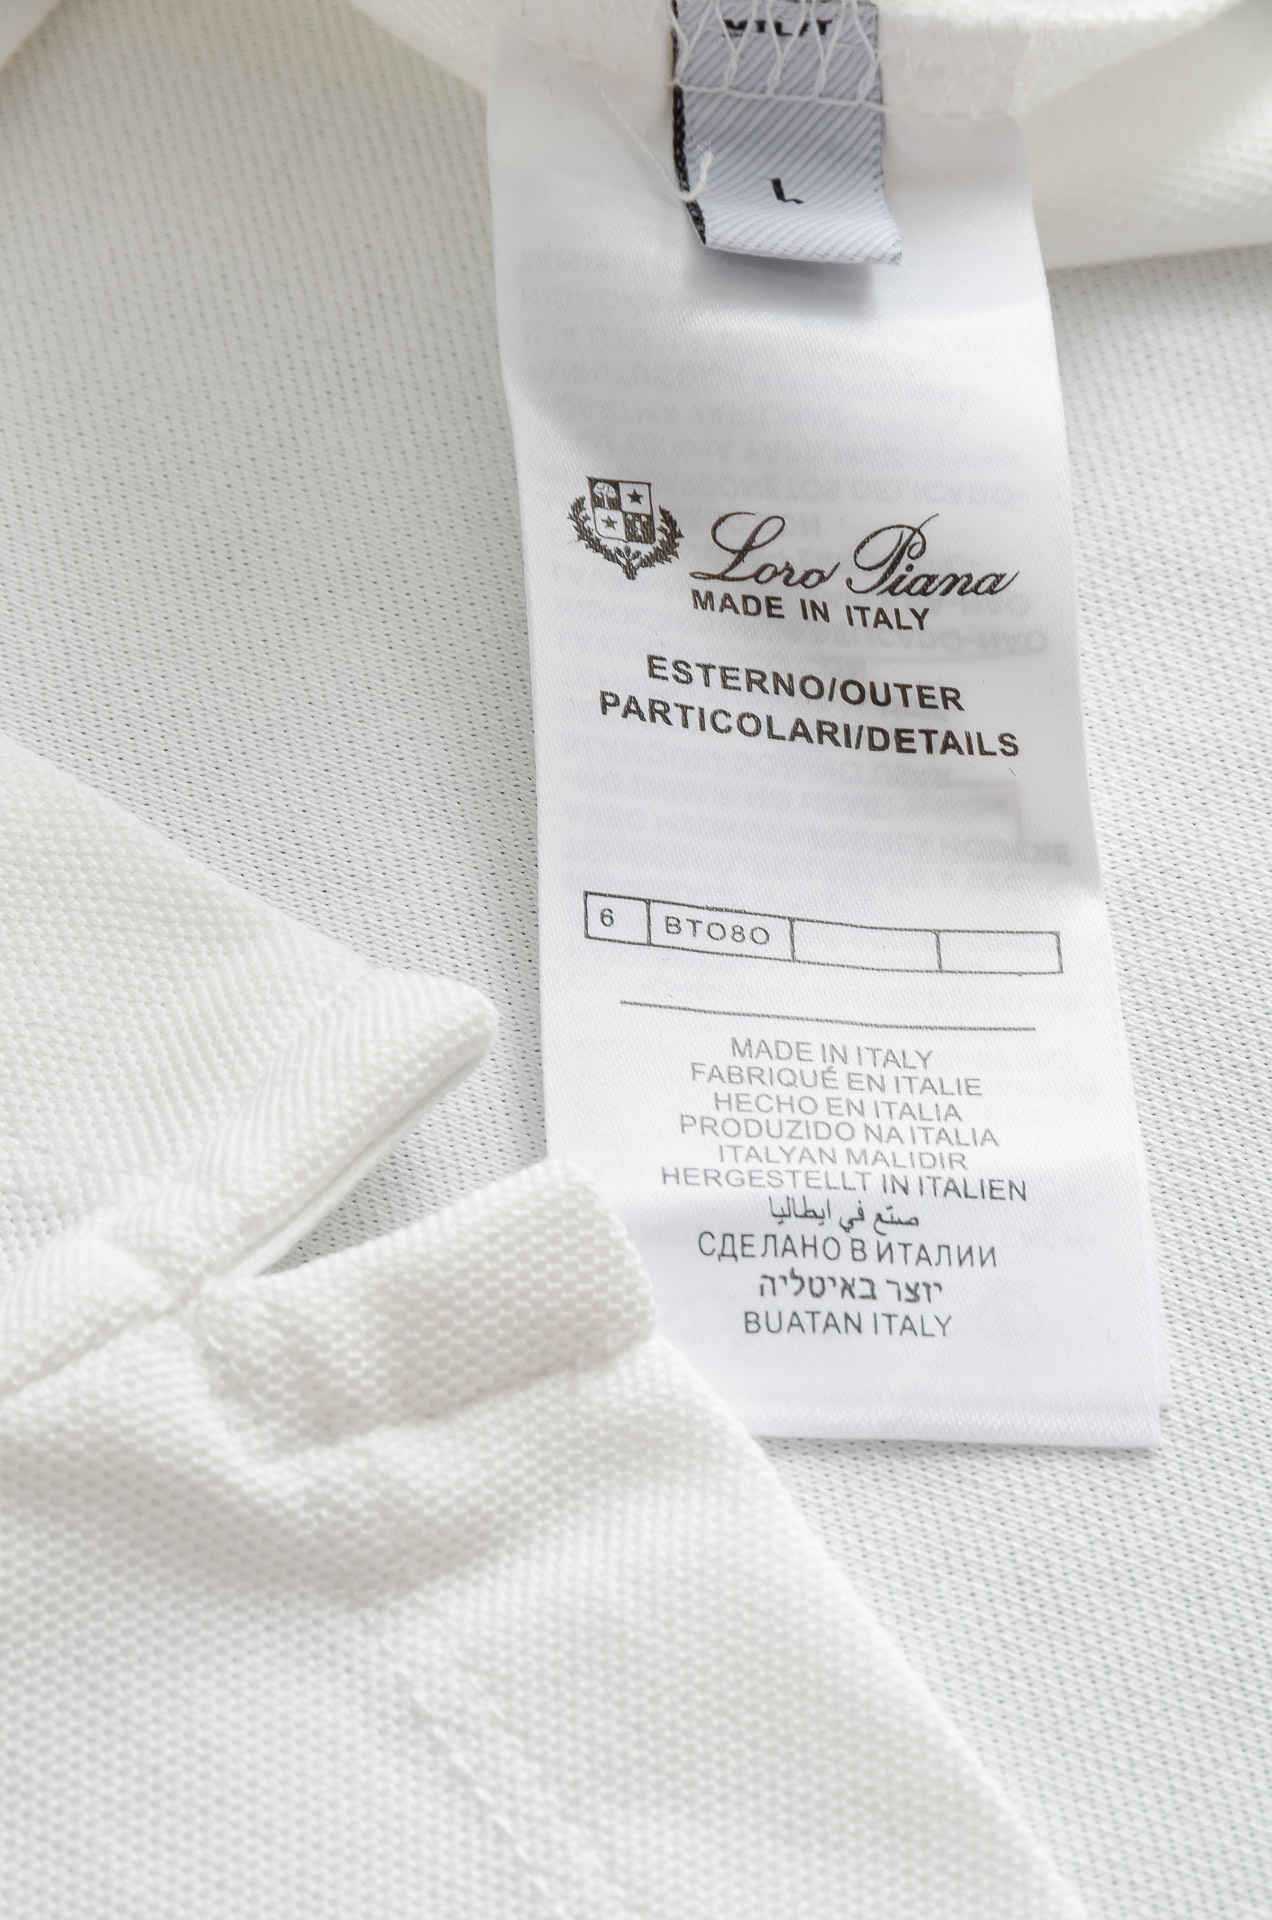 L
Loro Piana
MADE IN ITALY
ESTERNO/OUTER
PARTICOLARI/DETAILS
6 BTO8O
MADE IN ITALY
FABRIQUÉ EN ITALIE
HECHO EN ITALIA
PRODUZIDO NA ITALIA
ITALYAN MALIDIR
HERGESTELLT IN ITALIEN
صنع في ايطاليا
СДЕЛАНО В ИТАЛИИ
יוצר באיטליה
BUATAN ITALY